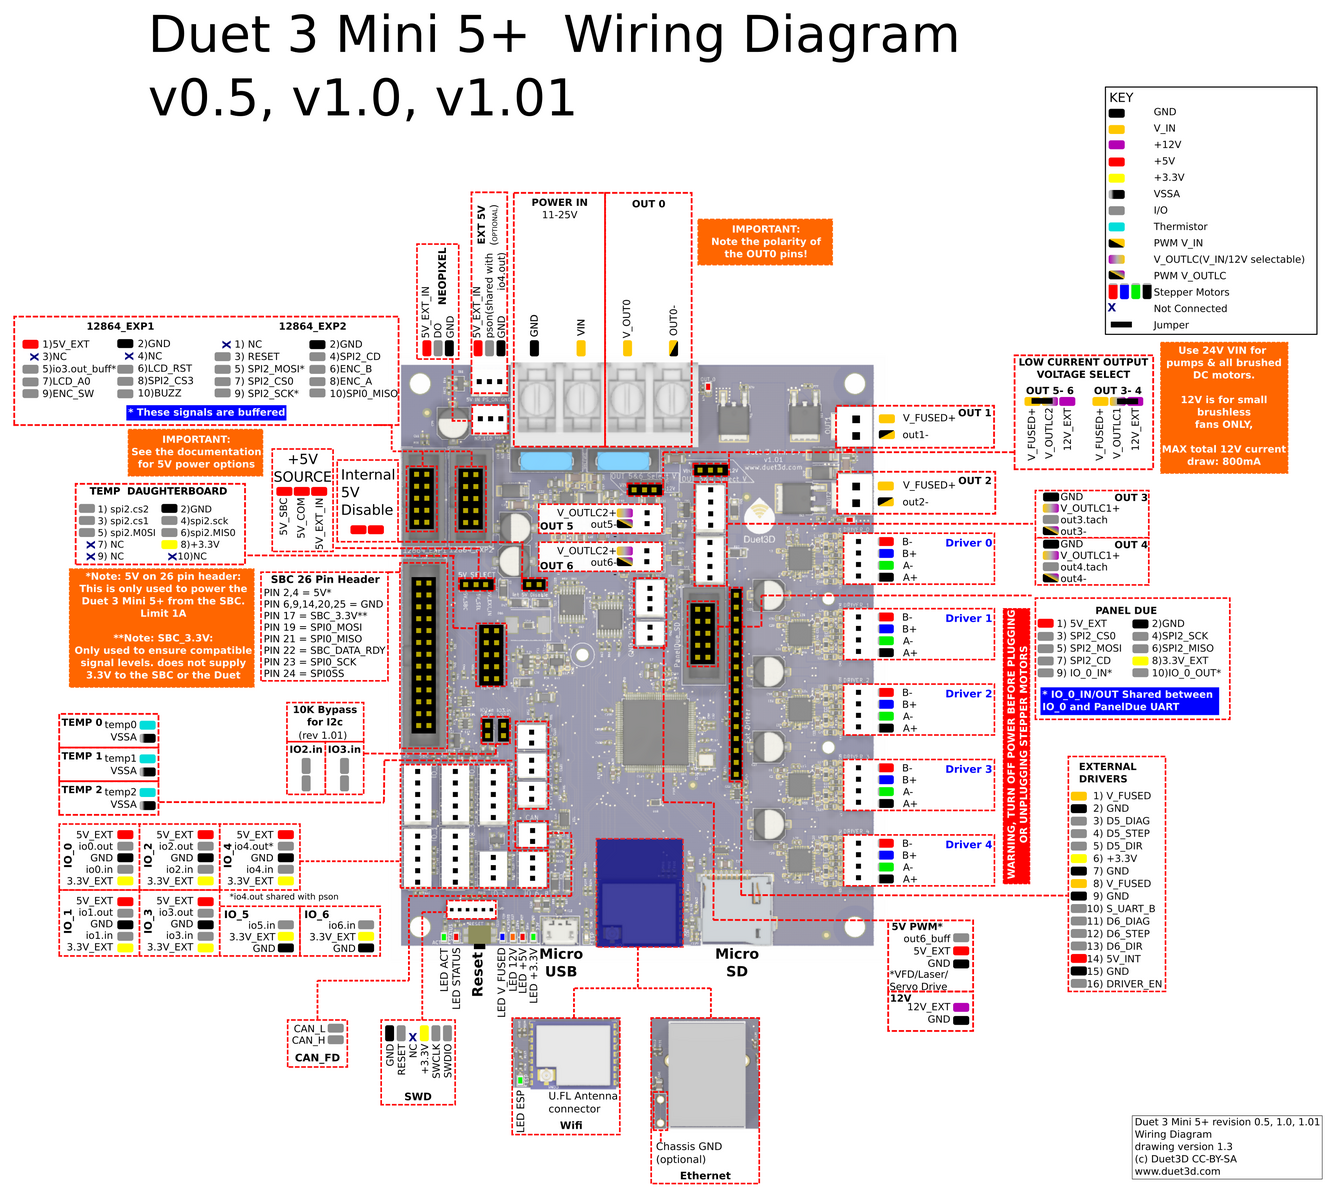 Duet 3 Mini 5+ Wiring Diagram
v0.5, v1.0, v1.01
KEY
GND
V_IN
+12V
+5V
+3.3V
VSSA
I/O
Thermistor
PWM V_IN
V_OUTLC(V_IN/12V selectable)
PWM V_OUTLC
Stepper Motors
X Not Connected
Jumper
NEOPIXEL
5V_EXT_IN
DO
GND
EXT 5V
(OPTIONAL)
5V_EXT_IN
pson(shared with
io4.out)
GND
POWER IN
11-25V
GND
VIN
OUT 0
V_OUT0
OUT0-
IMPORTANT:
Note the polarity of
the OUT0 pins!
12864_EXP1
1)5V_EXT
2)GND
X 3)NC
X 4)NC
5)io3.out_buff*
6)LCD_RST
7)LCD_A0
8)SPI2_CS3
9)ENC_SW
10)BUZZ
12864_EXP2
X 1) NC
2)GND
3) RESET
4)SPI2_CD
5) SPI2_MOSI*
6)ENC_B
7) SPI2_CS0
8)ENC_A
9) SPI2_SCK*
10)SPI0_MISO
* These signals are buffered
IMPORTANT:
See the documentation
for 5V power options
+5V
SOURCE
5V_SBC
5V_COM
5V_EXT_IN
Internal
5V
Disable
TEMP DAUGHTERBOARD
1) spi2.cs2
2)GND
3) spi2.cs1
4)spi2.sck
5) spi2.M0SI
6)spi2.MIS0
X 7) NC
8)+3.3V
X 9) NC
X 10)NC
*Note: 5V on 26 pin header:
This is only used to power the
Duet 3 Mini 5+ from the SBC.
Limit 1A
**Note: SBC_3.3V:
Only used to ensure compatible
signal levels. does not supply
3.3V to the SBC or the Duet
SBC 26 Pin Header
PIN 2,4 = 5V*
PIN 6,9,14,20,25 = GND
PIN 17 = SBC_3.3V**
PIN 19 = SPI0_MOSI
PIN 21 = SPI0_MISO
PIN 22 = SBC_DATA_RDY
PIN 23 = SPI0_SCK
PIN 24 = SPI0SS
10K Bypass
for I2c
(rev 1.01)
IO2.in
IO3.in
TEMP 0 temp0
VSSA
TEMP 1 temp1
VSSA
TEMP 2 temp2
VSSA
IO_0
5V_EXT
io0.out
GND
io0.in
3.3V_EXT
IO_2
5V_EXT
io2.out
GND
io2.in
3.3V_EXT
IO_4
5V_EXT
io4.out*
GND
io4.in
3.3V_EXT
*io4.out shared with pson
IO_1
5V_EXT
io1.out
GND
io1.in
3.3V_EXT
IO_3
5V_EXT
io3.out
GND
io3.in
3.3V_EXT
IO_5
io5.in
3.3V_EXT
GND
IO_6
io6.in
3.3V_EXT
GND
CAN_L
CAN_H
CAN_FD
GND
RESET
NC X
+3.3V
SWCLK
SWDIO
SWD
LED ACT
LED STATUS
Reset
LED V_FUSED
LED 12V
LED +5V
LED +3.3V
Micro
USB
Micro
SD
LED ESP
U.FL Antenna
connector
Wifi
Chassis GND
(optional)
Ethernet
V_OUTLC2+
OUT 5 out5-
V_OUTLC2+
OUT 6 out6-
5V SELECT
PanelDue_SD
CAN
v1.01
www.duet3d.com
Duet3D
V_FUSED+ OUT 1
out1-
V_FUSED+ OUT 2
out2-
Driver 0
B-
B+
A-
A+
Driver 1
B-
B+
A-
A+
Driver 2
B-
B+
A-
A+
Driver 3
B-
B+
A-
A+
Driver 4
B-
B+
A-
A+
WARNING, TURN OFF POWER BEFORE PLUGGING
OR UNPLUGGING STEPPER MOTORS
LOW CURRENT OUTPUT
VOLTAGE SELECT
OUT 5- 6
V_FUSED+
V_OUTLC2
12V_EXT
OUT 3- 4
V_FUSED+
V_OUTLC1
12V_EXT
Use 24V VIN for
pumps & all brushed
DC motors.
12V is for small
brushless
fans ONLY,
MAX total 12V current
draw: 800mA
GND OUT 3
V_OUTLC1+
out3.tach
out3-
GND OUT 4
V_OUTLC1+
out4.tach
out4-
PANEL DUE
1) 5V_EXT
2)GND
3) SPI2_CS0
4)SPI2_SCK
5) SPI2_MOSI
6)SPI2_MISO
7) SPI2_CD
8)3.3V_EXT
9) IO_0_IN*
10)IO_0_OUT*
* IO_0_IN/OUT Shared between
IO_0 and PanelDue UART
EXTERNAL
DRIVERS
1) V_FUSED
2) GND
3) D5_DIAG
4) D5_STEP
5) D5_DIR
6) +3.3V
7) GND
8) V_FUSED
9) GND
10) S_UART_B
11) D6_DIAG
12) D6_STEP
13) D6_DIR
14) 5V_INT
15) GND
16) DRIVER_EN
5V PWM*
out6_buff
5V_EXT
GND
*VFD/Laser/
Servo Drive
12V
12V_EXT
GND
Duet 3 Mini 5+ revision 0.5, 1.0, 1.01
Wiring Diagram
drawing version 1.3
(c) Duet3D CC-BY-SA
www.duet3d.com